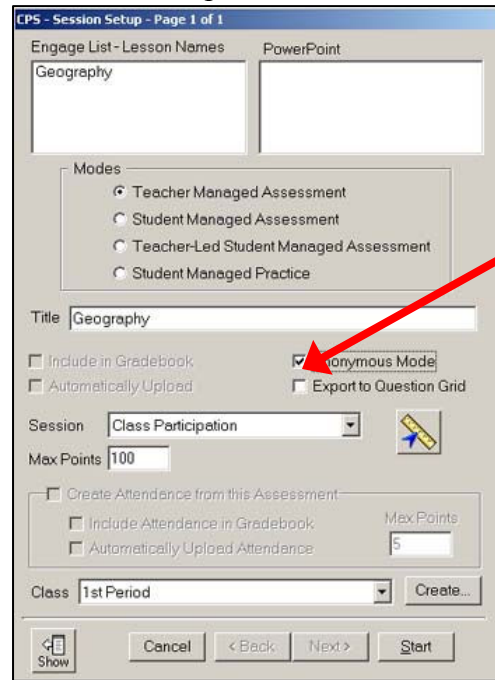 CPS - Session Setup - Page 1 of 1
Engage List - Lesson Names PowerPoint
Geography
Modes
Teacher Managed Assessment
Student Managed Assessment
Teacher-Led Student Managed Assessment
Student Managed Practice
Title Geography
Include in Gradebook Anonymous Mode
Automatically Upload Export to Question Grid
Session Class Participation
Max Points 100
Create Attendance from this Assessment
Include Attendance in Gradebook Max Points
Automatically Upload Attendance 5
Class 1st Period Create...
Show Cancel < Back Next > Start